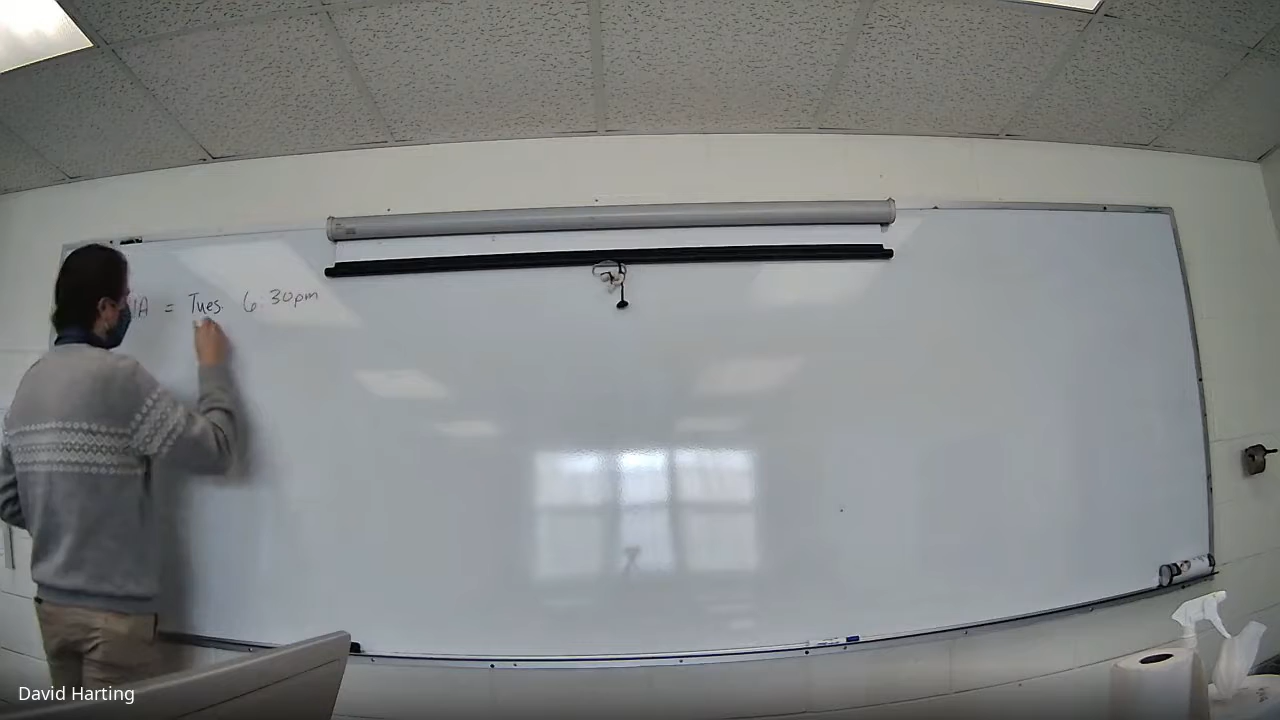 = Tues. 6:30pm
David Harting